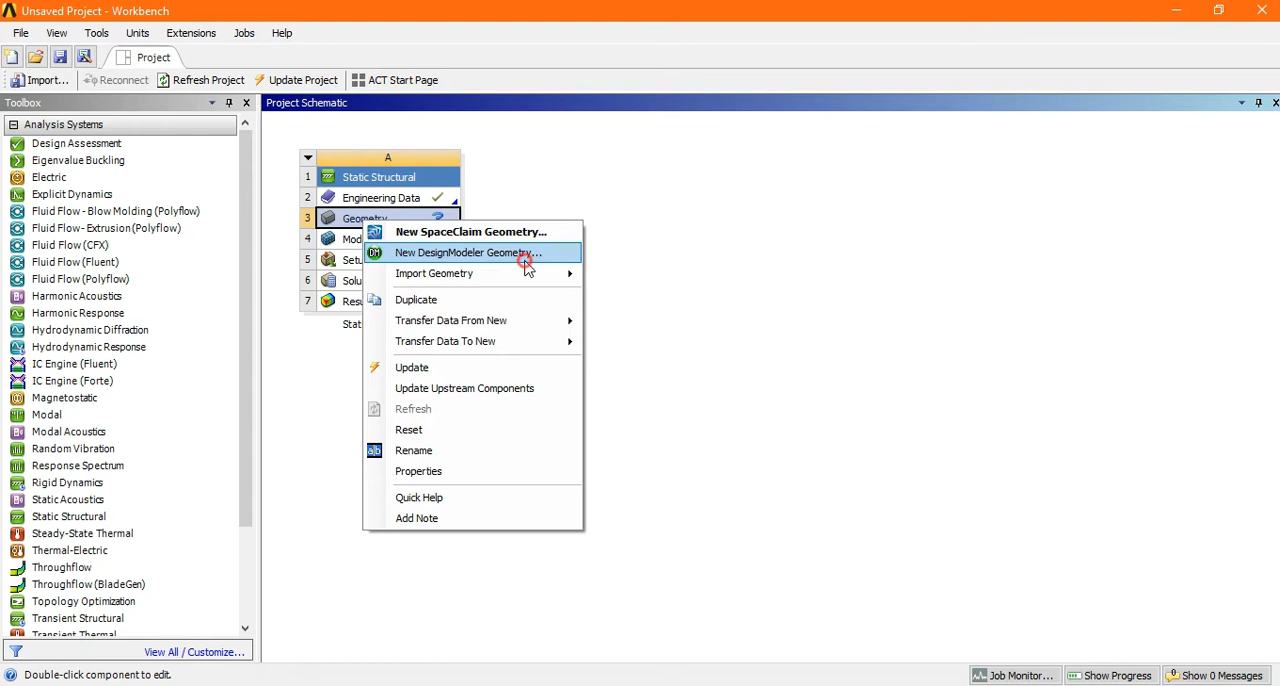 Unsaved Project - Workbench
File View Tools Units Extensions Jobs Help
Project
Import... Reconnect Refresh Project Update Project ACT Start Page
Toolbox
Project Schematic
Analysis Systems
Design Assessment
Eigenvalue Buckling
Electric
Explicit Dynamics
Fluid Flow - Blow Molding (Polyflow)
Fluid Flow - Extrusion (Polyflow)
Fluid Flow (CFX)
Fluid Flow (Fluent)
Fluid Flow (Polyflow)
Harmonic Acoustics
Harmonic Response
Hydrodynamic Diffraction
Hydrodynamic Response
IC Engine (Fluent)
IC Engine (Forte)
Magnetostatic
Modal
Modal Acoustics
Random Vibration
Response Spectrum
Rigid Dynamics
Static Acoustics
Static Structural
Steady-State Thermal
Thermal-Electric
Throughflow
Throughflow (BladeGen)
Topology Optimization
Transient Structural
Transient Thermal
View All / Customize...
A
1 Static Structural
2 Engineering Data
3 Geometry
4 Mod
5 Setu
6 Solu
7 Resu
Stat
New SpaceClaim Geometry...
New DesignModeler Geometry...
Import Geometry
Duplicate
Transfer Data From New
Transfer Data To New
Update
Update Upstream Components
Refresh
Reset
Rename
Properties
Quick Help
Add Note
Double-click component to edit.
Job Monitor... Show Progress Show 0 Messages